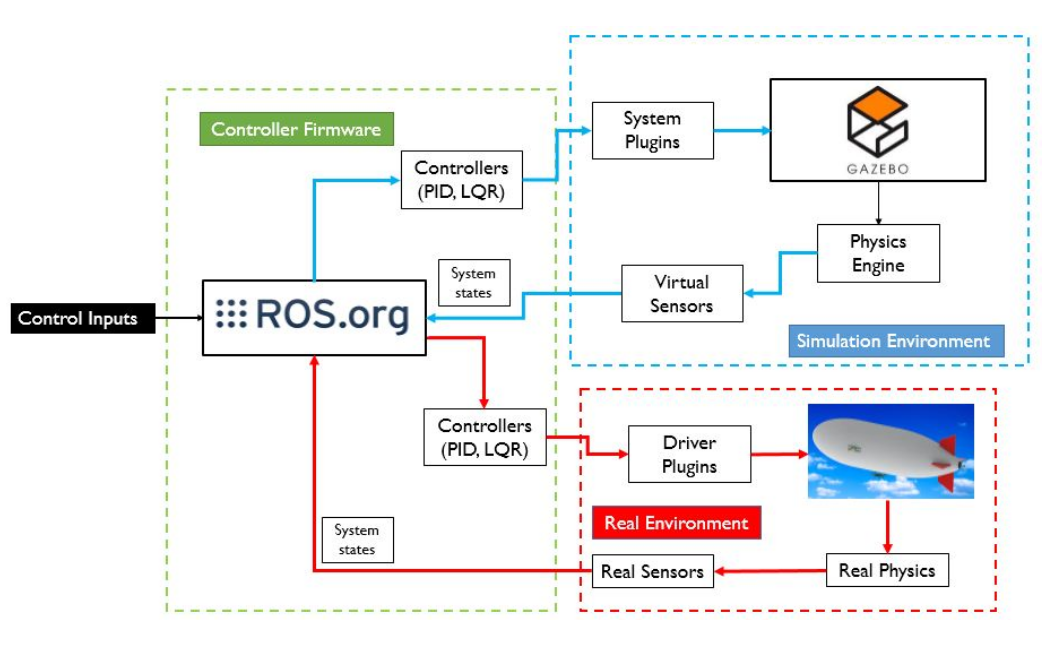 Controller Firmware
Controllers
(PID, LQR)
System
Plugins
GAZEBO
Physics
Engine
Virtual
Sensors
System
states
Simulation Environment
Control Inputs
ROS.org
Controllers
(PID, LQR)
Driver
Plugins
Real Environment
System
states
Real Sensors
Real Physics